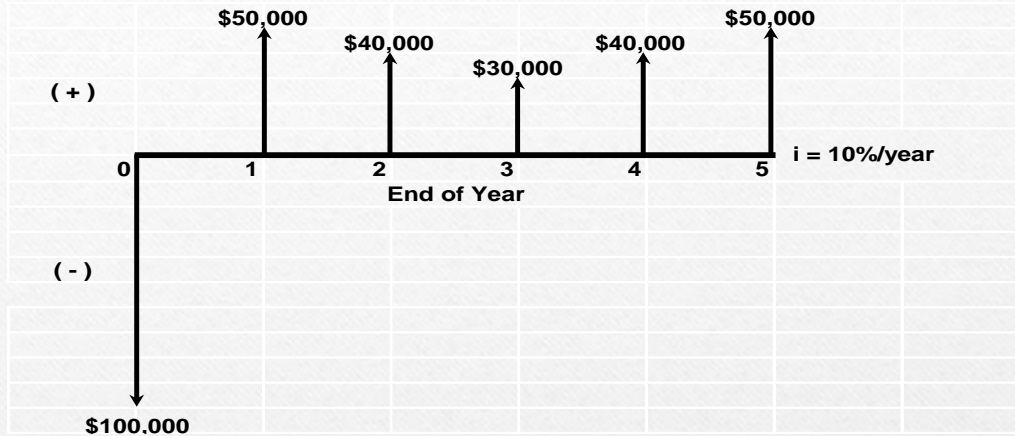 $50,000 $50,000
$40,000 $40,000
$30,000
( + )
i = 10%/year
0 1 2 3 4 5
End of Year
( - )
$100,000